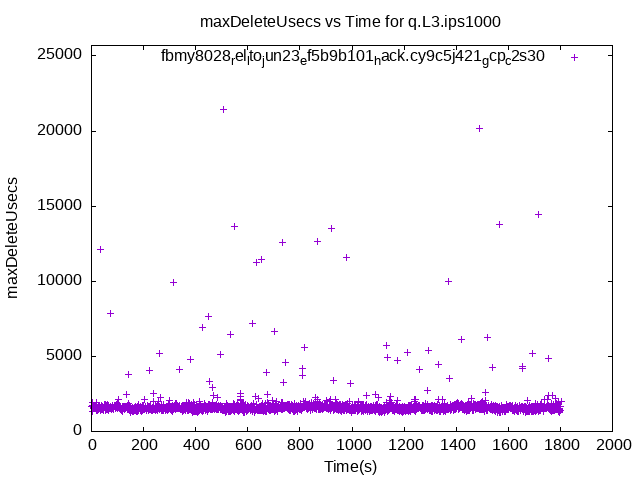 maxDeleteUsecs vs Time for q.L3.ips1000
fbmy8028relltojun23ef5b9b101hack.cy9c5j421gcpc2s30
25000
20000
15000
10000
5000
0
maxDeleteUsecs
0 200 400 600 800 1000 1200 1400 1600 1800 2000
Time(s)